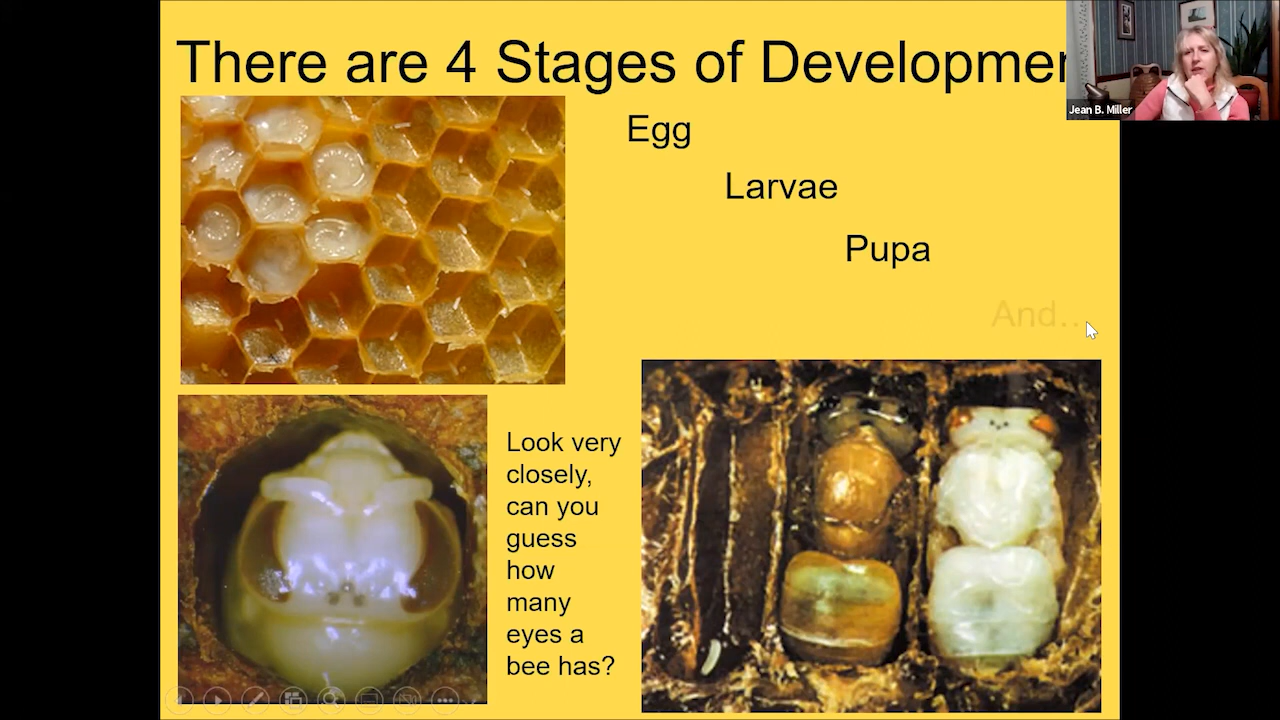 There are 4 Stages of Developmen
Jean B. Miller
Egg
Larvae
Pupa
And...
Look very
closely,
can you
guess
how
many
eyes a
bee has?